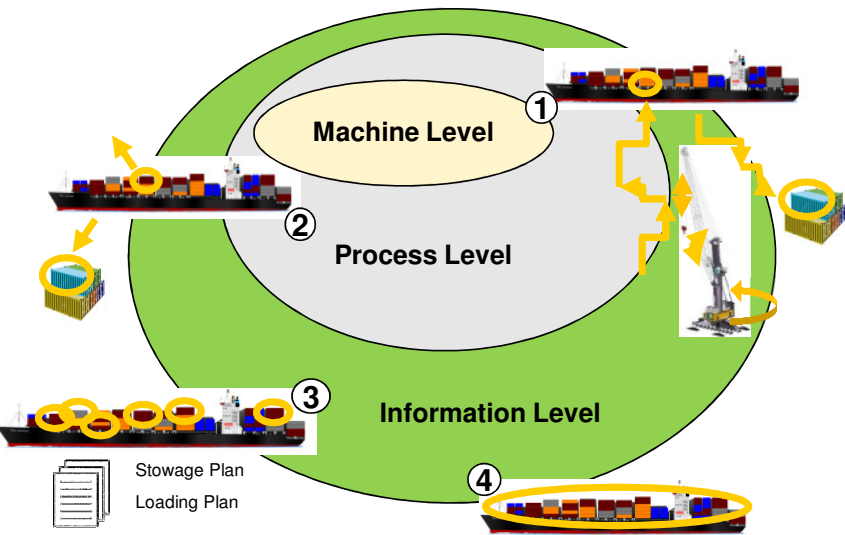 1
Machine Level
2
Process Level
3
Information Level
Stowage Plan
Loading Plan
4